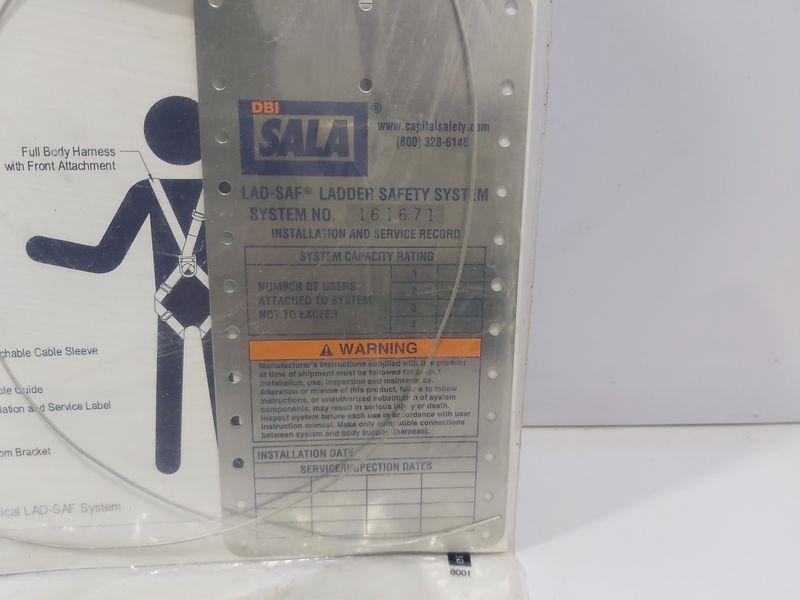 Full Body Harness
with Front Attachment
chable Cable Sleeve
ble Guide
lation and Service Label
om Bracket
ical LAD-SAF System
DBI
SALA®
www.capitalsafety.com
(800) 328-6146
LAD-SAF® LADDER SAFETY SYSTEM
SYSTEM NO. 161671
INSTALLATION AND SERVICE RECORD
SYSTEM CAPACITY RATING
NUMBER OF USERS
ATTACHED TO SYSTEM
NOT TO EXCEED
1
2
3
4
WARNING
Manufacturer's instructions supplied with the product
at time of shipment must be followed for proper
installation, use, inspection and maintenance.
Alteration or misuse of this product, failure to follow
instructions, or unauthorized substitution of system
components, may result in serious injury or death.
Inspect system before each use in accordance with user
instruction manual. Make only compatible connections
between system and body support (harness).
INSTALLATION DATE
SERVICE/INSPECTION DATES
0001